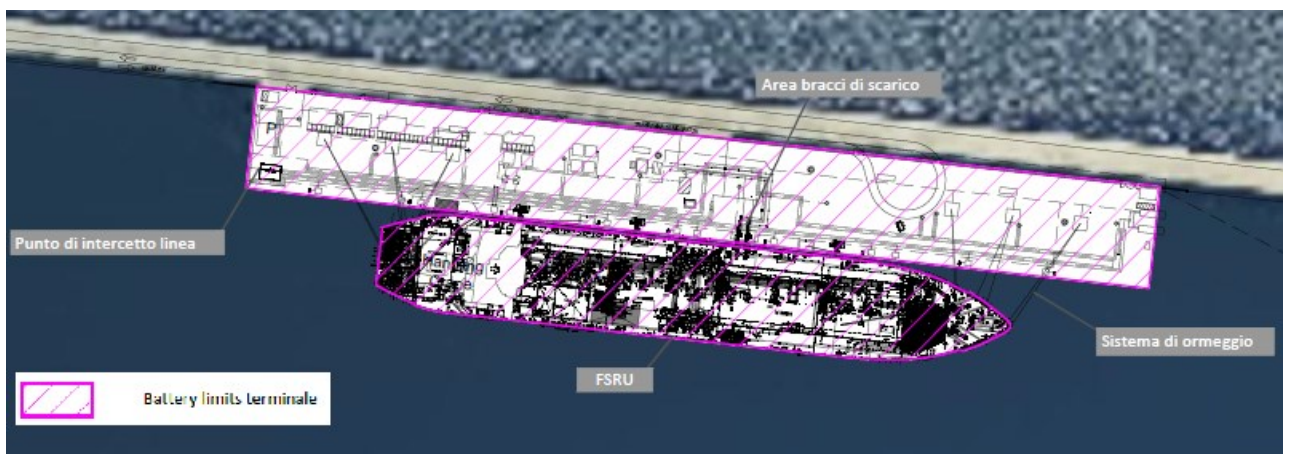 Area bracci di scarico
Punto di intercetto linea
Sistema di ormeggio
FSRU
Battery limits terminale